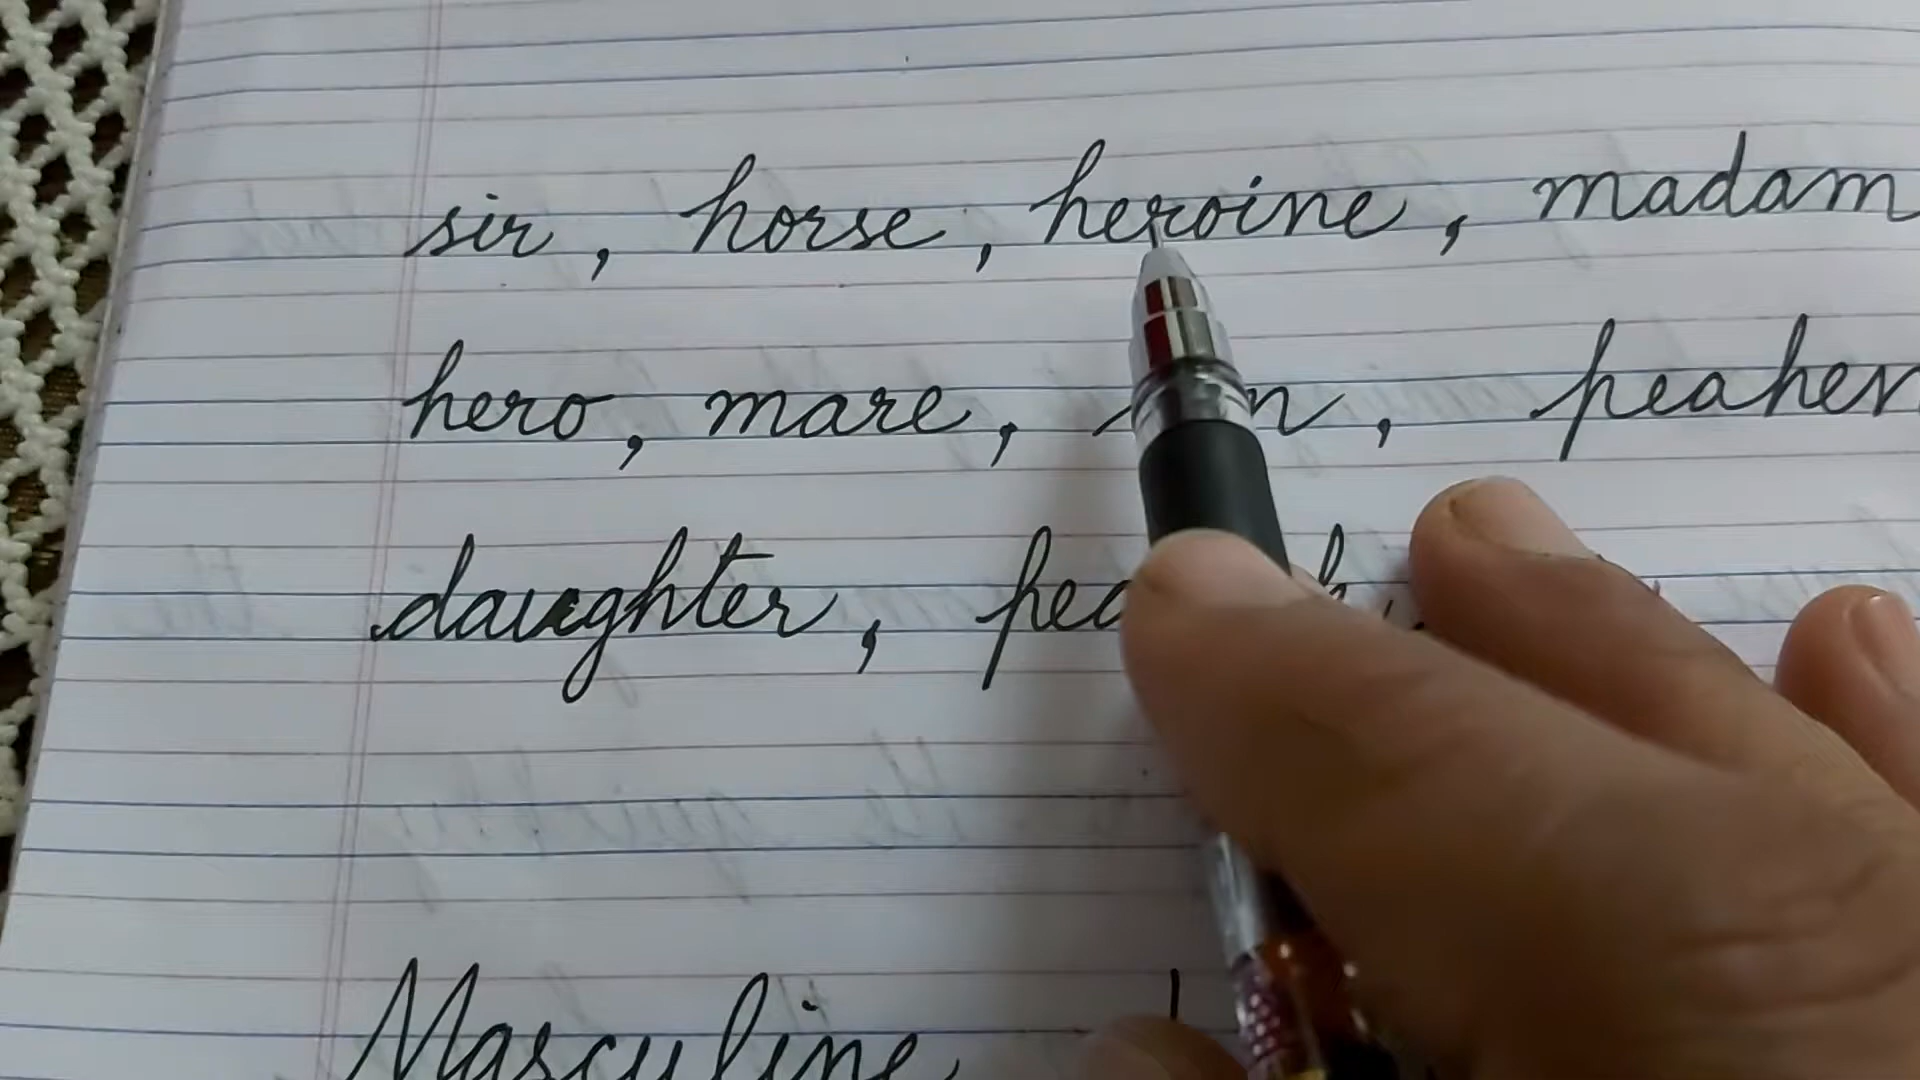 sir, horse, heroine, madam
hero, mare, peahen
daughter,
Masculine